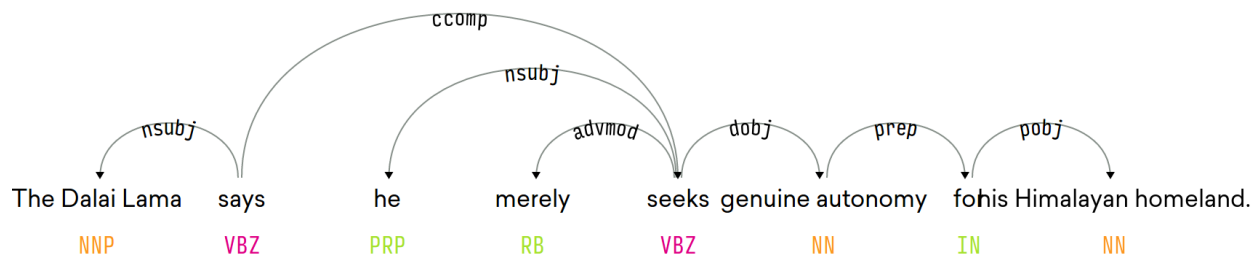 ccomp
nsubj
nsubj advmod dobj prep pobj
The Dalai Lama says he merely seeks genuine autonomy for his Himalayan homeland.
NNP VBZ PRP RB VBZ NN IN NN